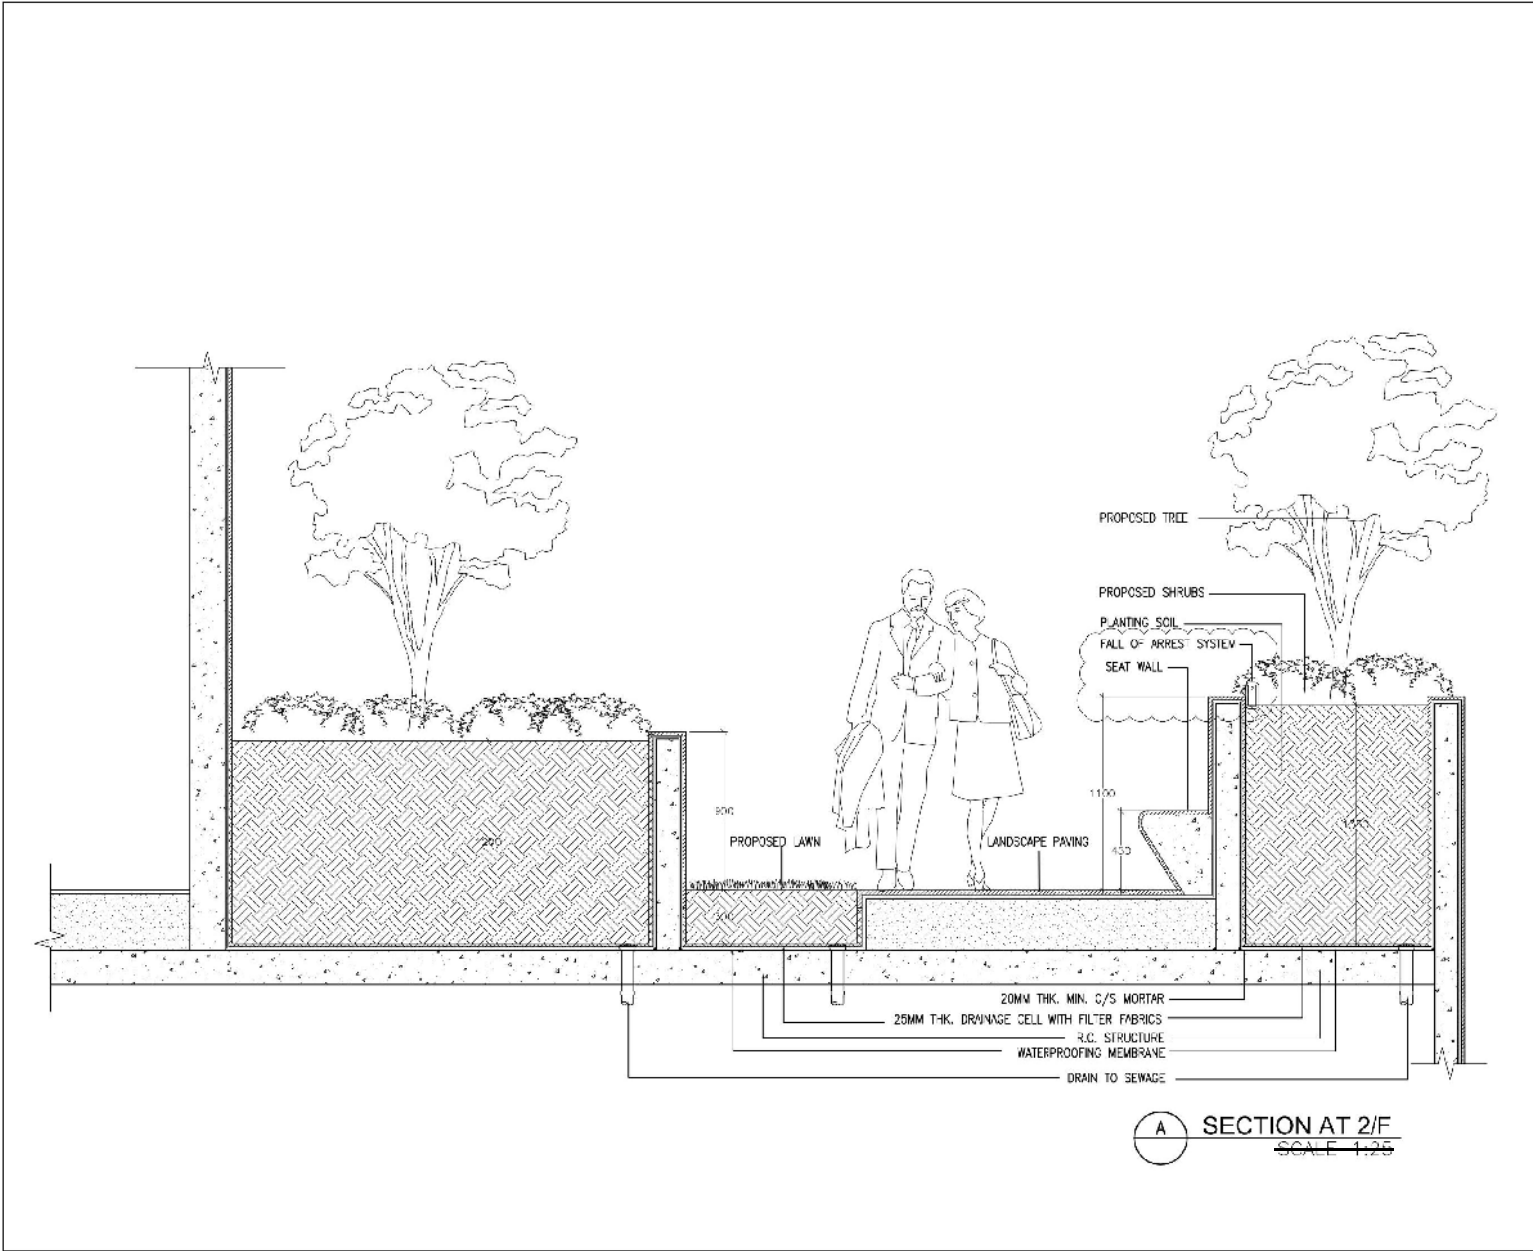 PROPOSED TREE
PROPOSED SHRUBS
PLANTING SOIL
FALL OF ARREST SYSTEM
SEAT WALL
1100
900
450
PROPOSED LAWN
LANDSCAPE PAVING
300
20MM THK. MIN. C/S MORTAR
25MM THK. DRAINAGE CELL WITH FILTER FABRICS
R.C. STRUCTURE
WATERPROOFING MEMBRANE
DRAIN TO SEWAGE
A
SECTION AT 2/F
SCALE 1:25